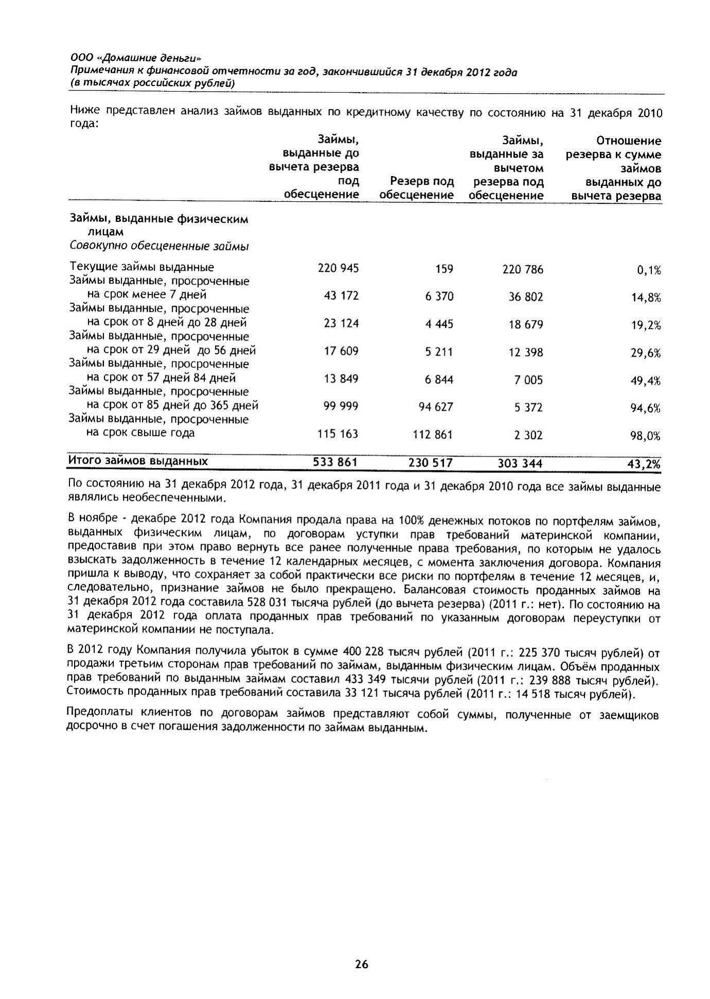 ООО «Домашние деньги»
Примечания к финансовой отчетности за год, закончившийся 31 декабря 2012 года
(в тысячах российских рублей)
Ниже представлен анализ займов выданных по кредитному качеству по состоянию на 31 декабря 2010
года:
Займы, выданные до вычета резерва под обесценение
Резерв под обесценение
Займы, выданные за вычетом резерва под обесценение
Отношение резерва к сумме займов выданных до вычета резерва
Займы, выданные физическим
лицам
Совокупно обесцененные займы
Текущие займы выданные 220 945 159 220 786 0,1%
Займы выданные, просроченные
на срок менее 7 дней 43 172 6 370 36 802 14,8%
Займы выданные, просроченные
на срок от 8 дней до 28 дней 23 124 4 445 18 679 19,2%
Займы выданные, просроченные
на срок от 29 дней до 56 дней 17 609 5 211 12 398 29,6%
Займы выданные, просроченные
на срок от 57 дней 84 дней 13 849 6 844 7 005 49,4%
Займы выданные, просроченные
на срок от 85 дней до 365 дней 99 999 94 627 5 372 94,6%
Займы выданные, просроченные
на срок свыше года 115 163 112 861 2 302 98,0%
Итого займов выданных 533 861 230 517 303 344 43,2%
По состоянию на 31 декабря 2012 года, 31 декабря 2011 года и 31 декабря 2010 года все займы выданные
являлись необеспеченными.
В ноябре - декабре 2012 года Компания продала права на 100% денежных потоков по портфелям займов,
выданных физическим лицам, по договорам уступки прав требований материнской компании,
предоставив при этом право вернуть все ранее полученные права требования, по которым не удалось
взыскать задолженность в течение 12 календарных месяцев, с момента заключения договора. Компания
пришла к выводу, что сохраняет за собой практически все риски по портфелям в течение 12 месяцев, и,
следовательно, признание займов не было прекращено. Балансовая стоимость проданных займов на
31 декабря 2012 года составила 528 031 тысяча рублей (до вычета резерва) (2011 г.: нет). По состоянию на
31 декабря 2012 года оплата проданных прав требований по указанным договорам переуступки от
материнской компании не поступала.
В 2012 году Компания получила убыток в сумме 400 228 тысяч рублей (2011 г.: 225 370 тысяч рублей) от
продажи третьим сторонам прав требований по займам, выданным физическим лицам. Объём проданных
прав требований по выданным займам составил 433 349 тысячи рублей (2011 г.: 239 888 тысяч рублей).
Стоимость проданных прав требований составила 33 121 тысяча рублей (2011 г.: 14 518 тысяч рублей).
Предоплаты клиентов по договорам займов представляют собой суммы, полученные от заемщиков
досрочно в счет погашения задолженности по займам выданным.
26